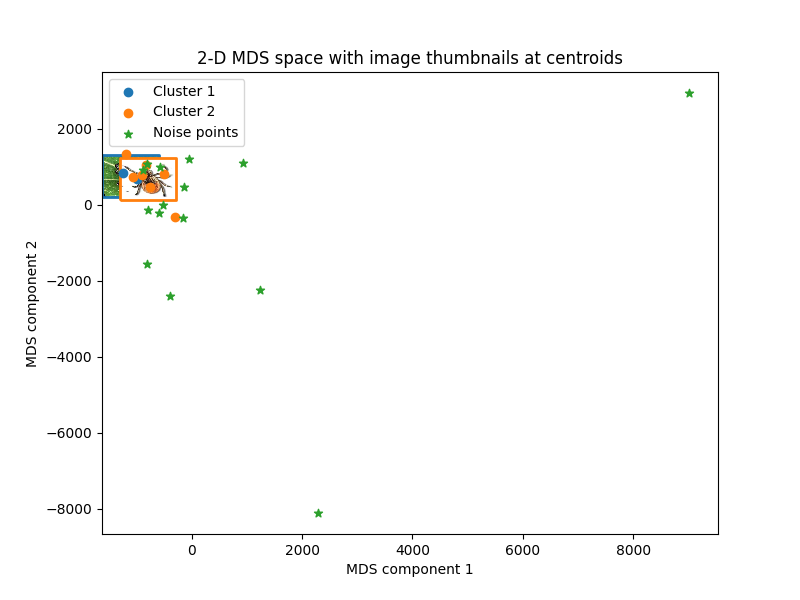 2-D MDS space with image thumbnails at centroids
Cluster 1
Cluster 2
Noise points
2000
0
−2000
−4000
−6000
−8000
MDS component 2
0 2000 4000 6000 8000
MDS component 1